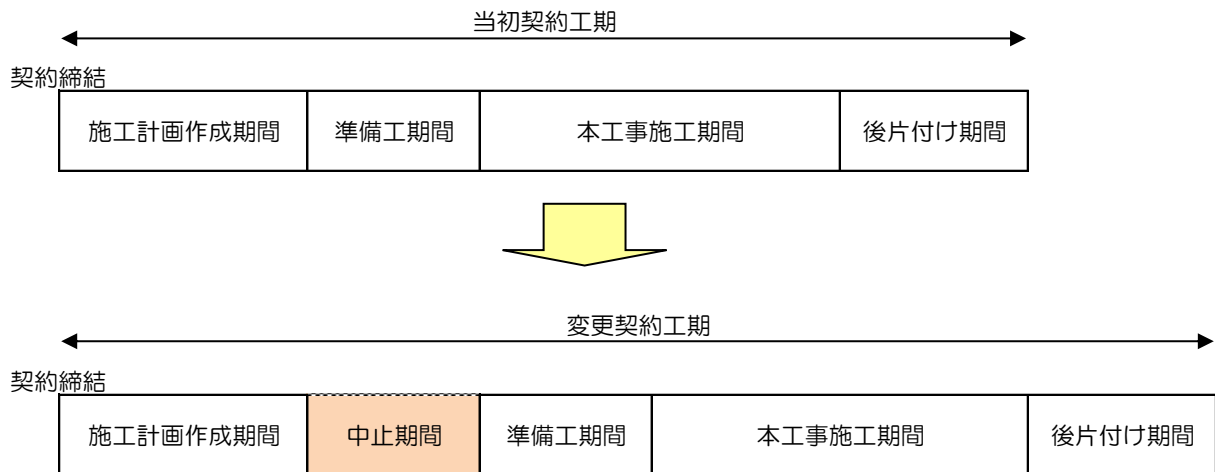 当初契約工期
契約締結
施工計画作成期間 準備工期間 本工事施工期間 後片付け期間
変更契約工期
契約締結
施工計画作成期間 中止期間 準備工期間 本工事施工期間 後片付け期間